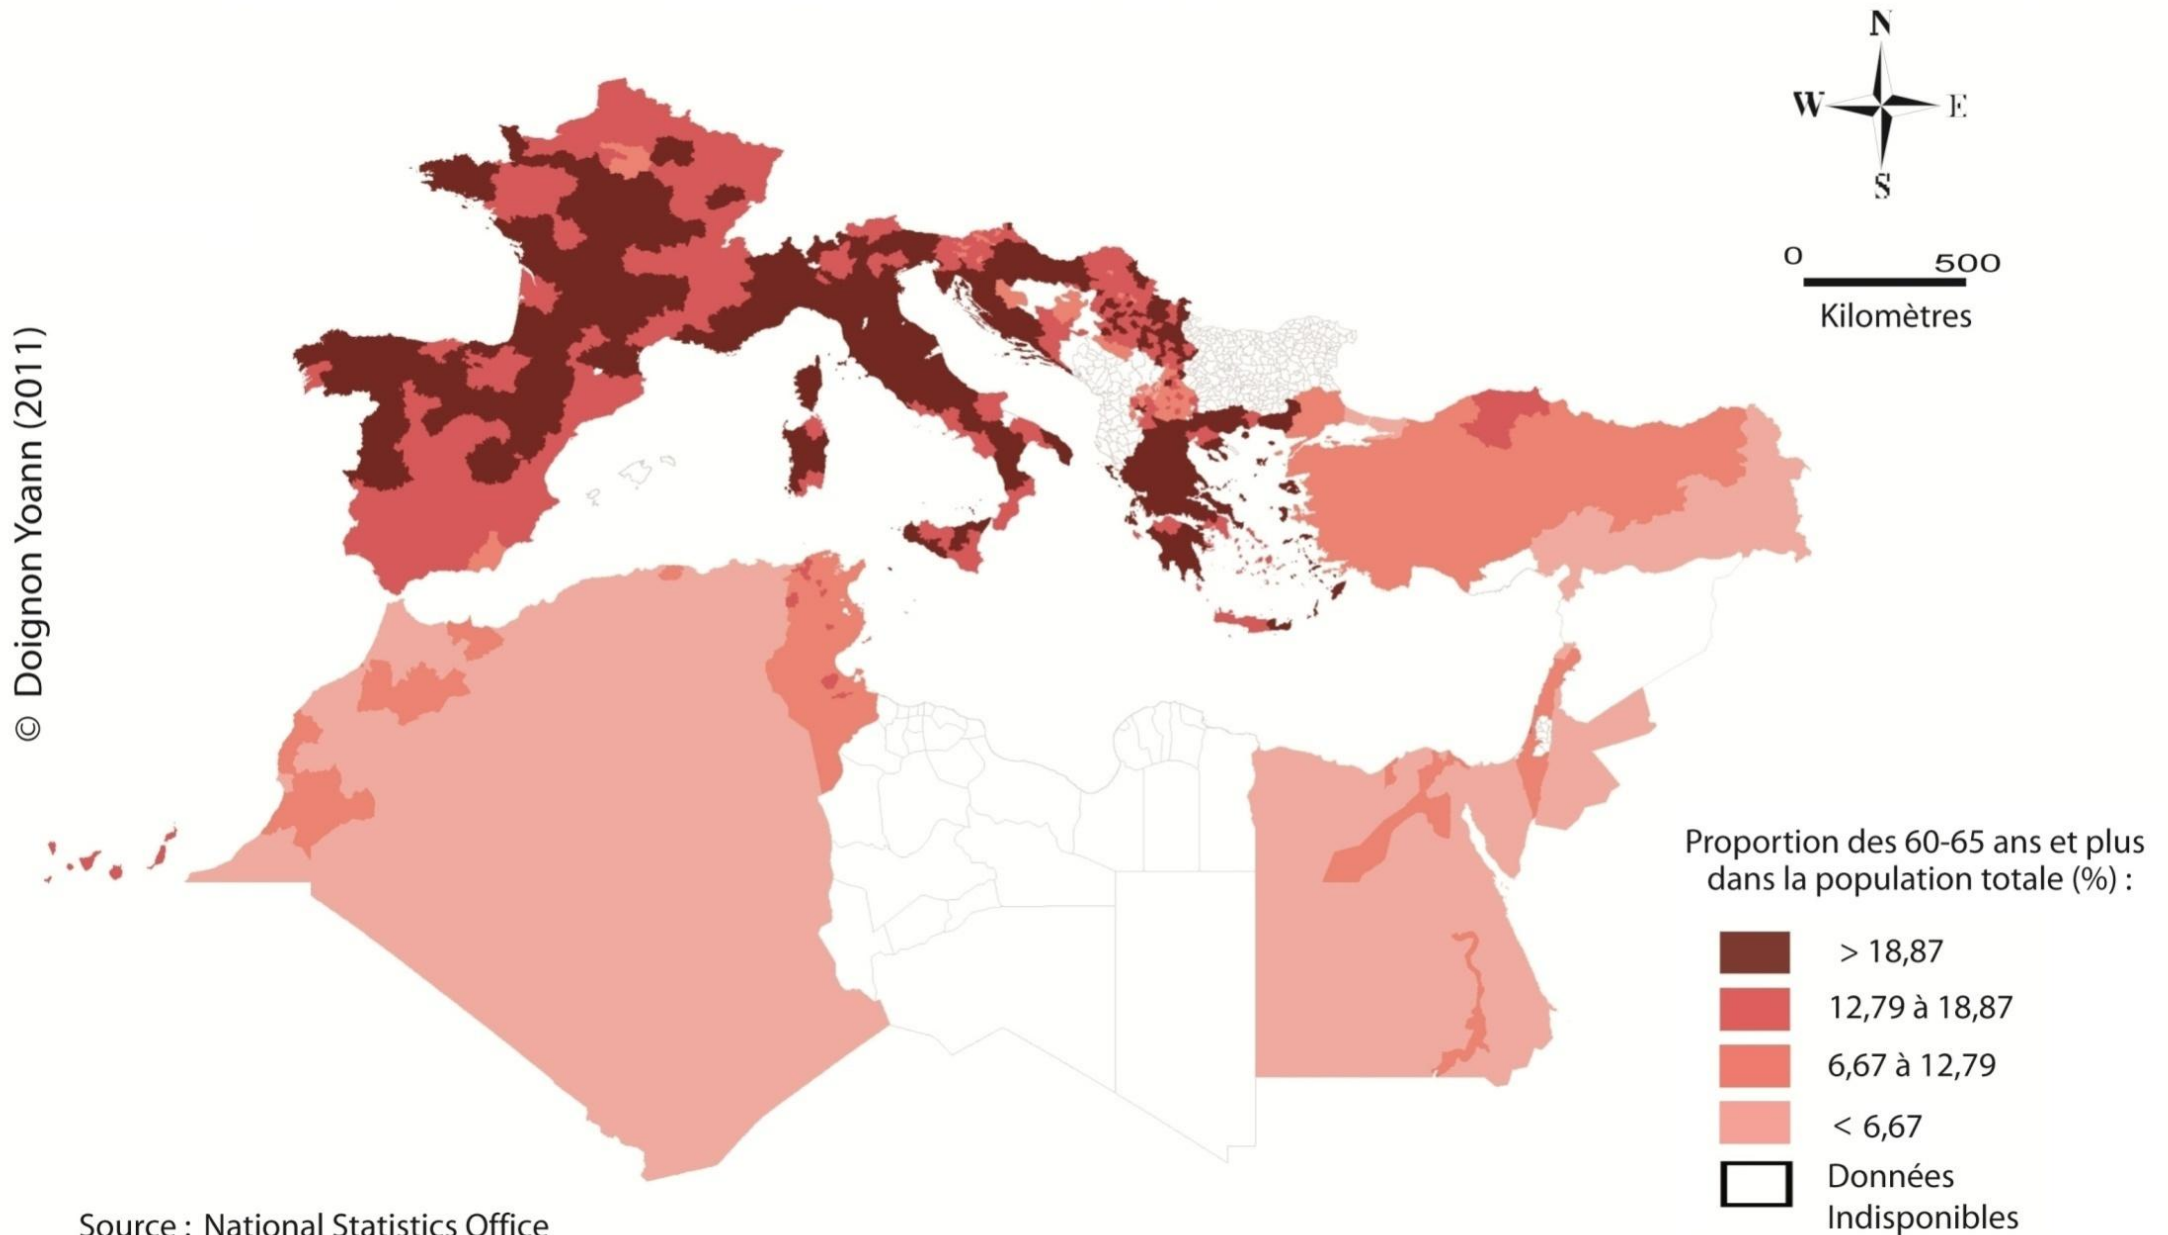 N
W
E
S
0
500
Kilomètres
© Doignon Yoann (2011)
Proportion des 60-65 ans et plus
dans la population totale (%) :
> 18,87
12,79 à 18,87
6,67 à 12,79
< 6,67
Données
Indisponibles
Source : National Statistics Office